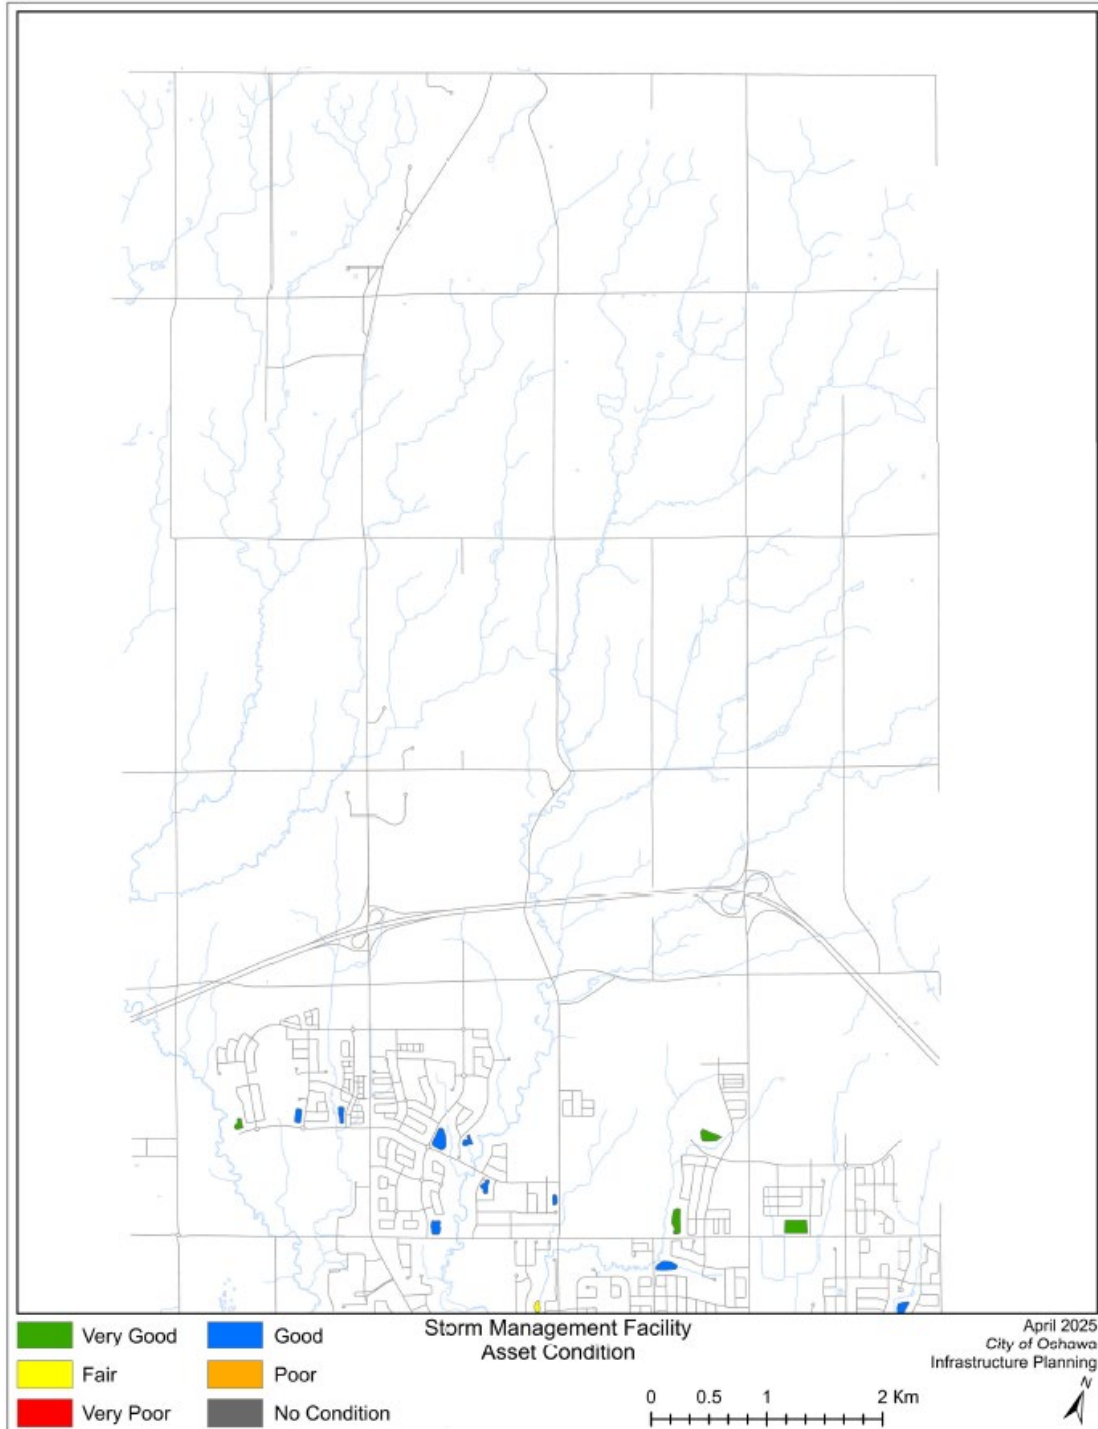 Very Good
Good
Fair
Poor
Very Poor
No Condition
Storm Management Facility
Asset Condition
0 0.5 1 2 Km
April 2025
City of Oshawa
Infrastructure Planning
N